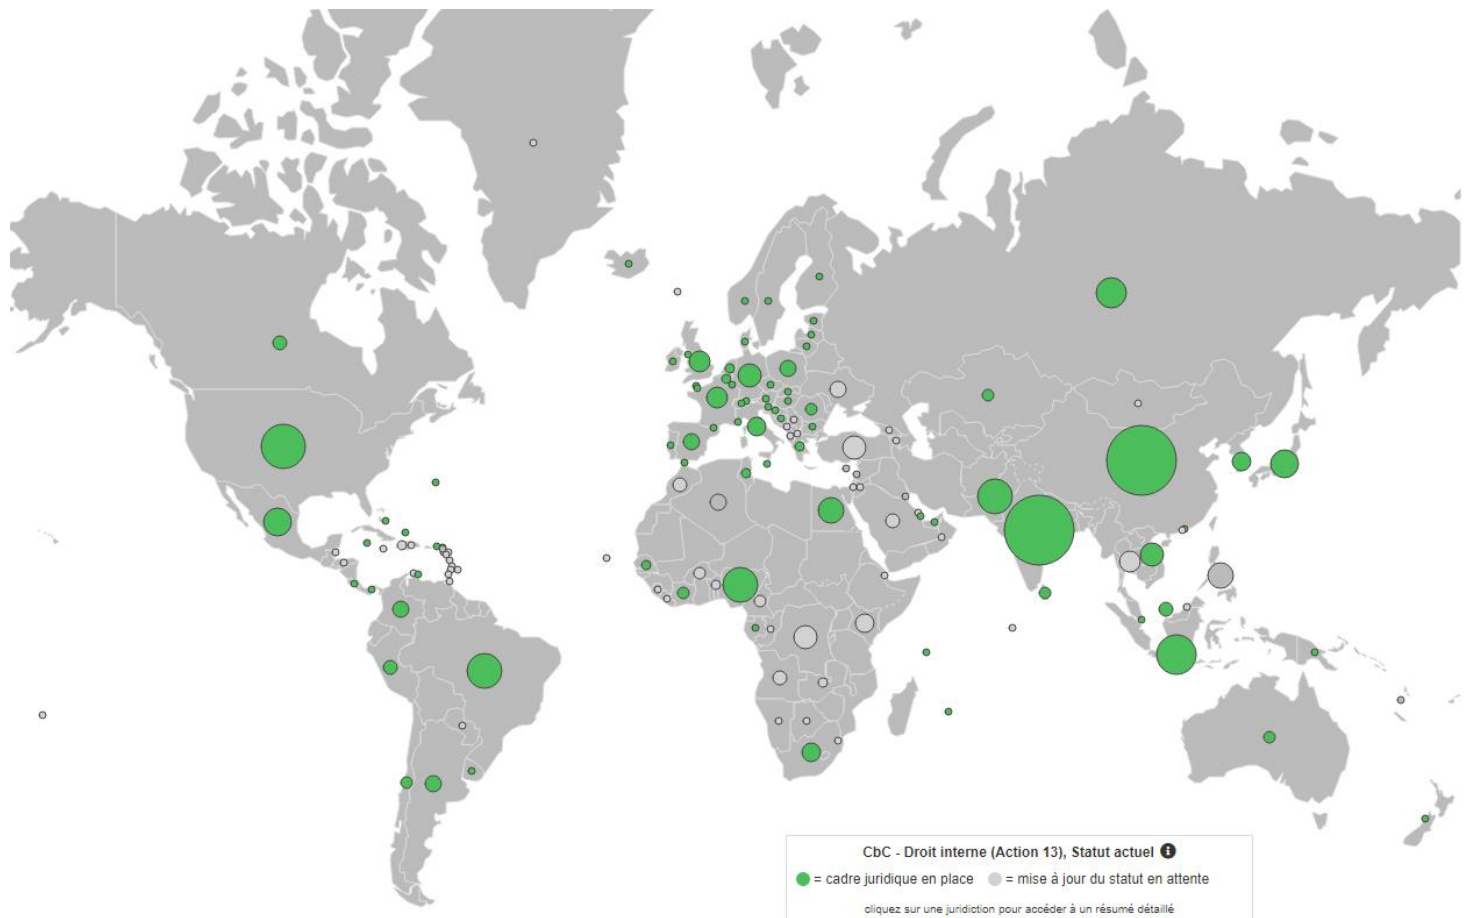 CbC - Droit interne (Action 13), Statut actuel
= cadre juridique en place = mise à jour du statut en attente
cliquez sur une juridiction pour accéder à un résumé détaillé